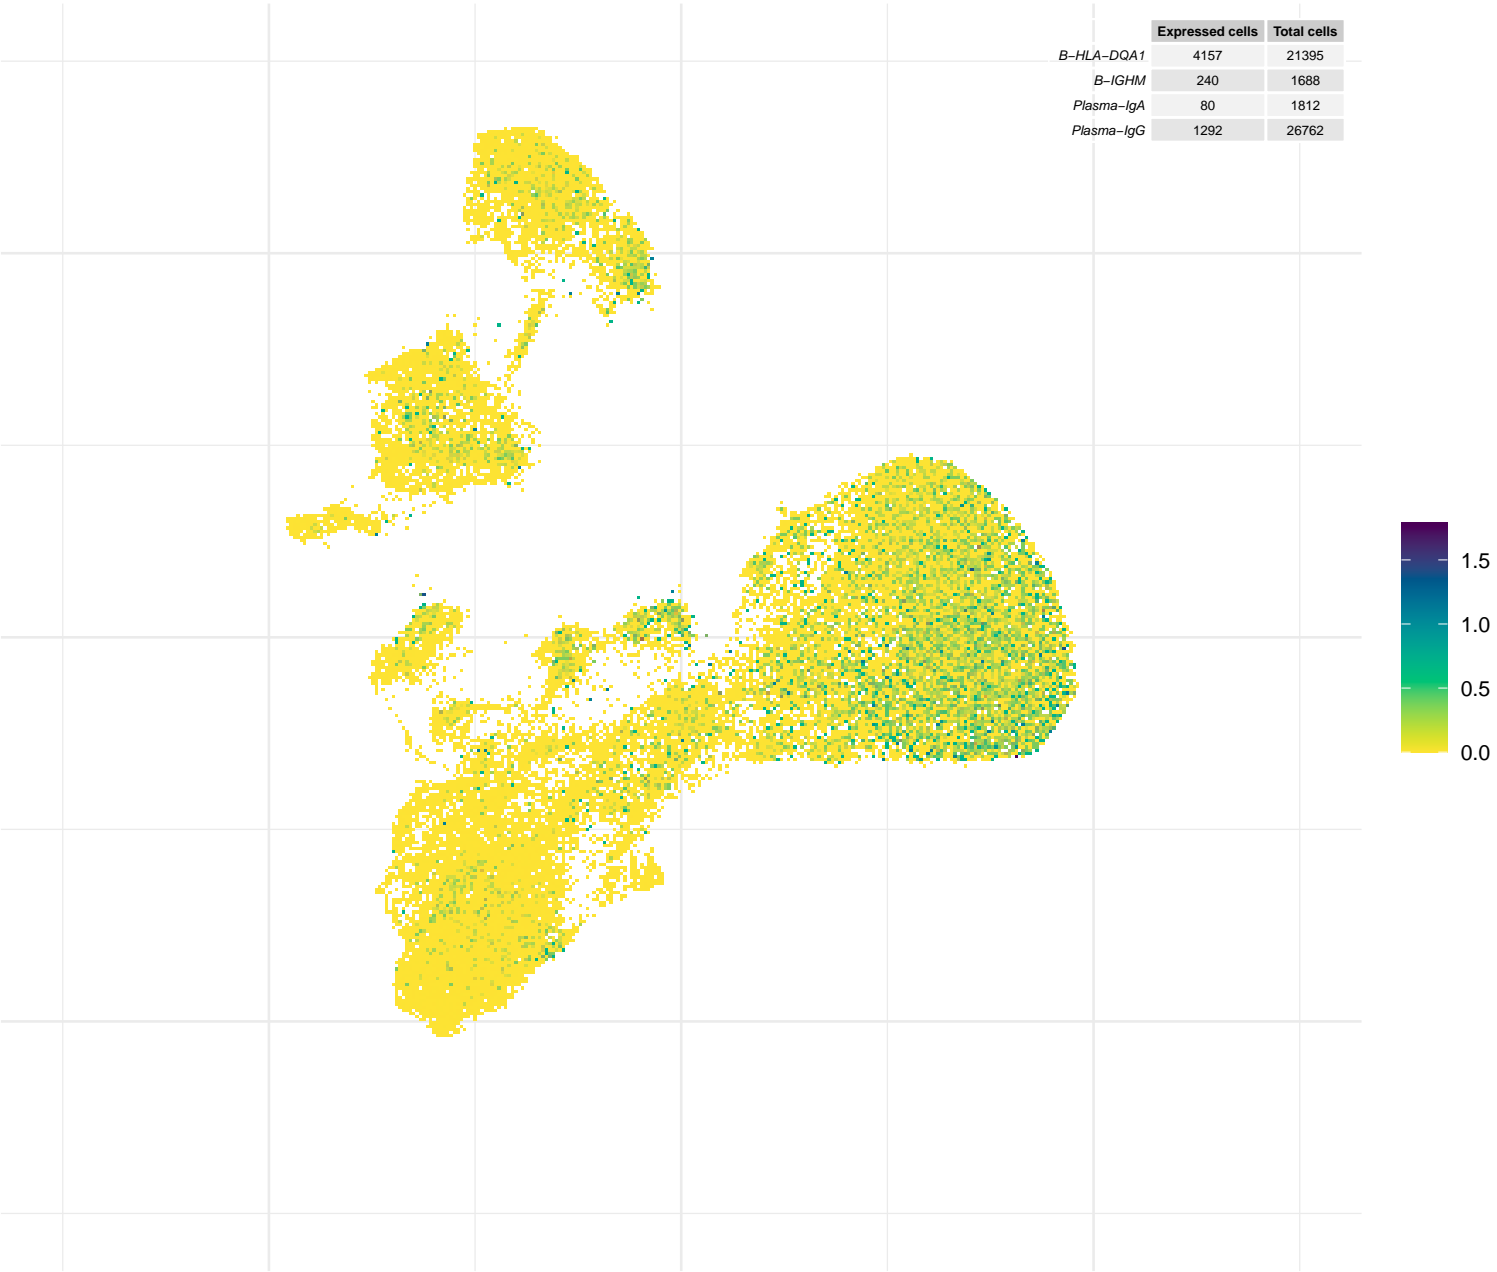 Expressed cells Total cells
B−HLA−DQA1 4157 21395
B−IGHM 240 1688
Plasma−IgA 80 1812
Plasma−IgG 1292 26762
1.5
1.0
0.5
0.0